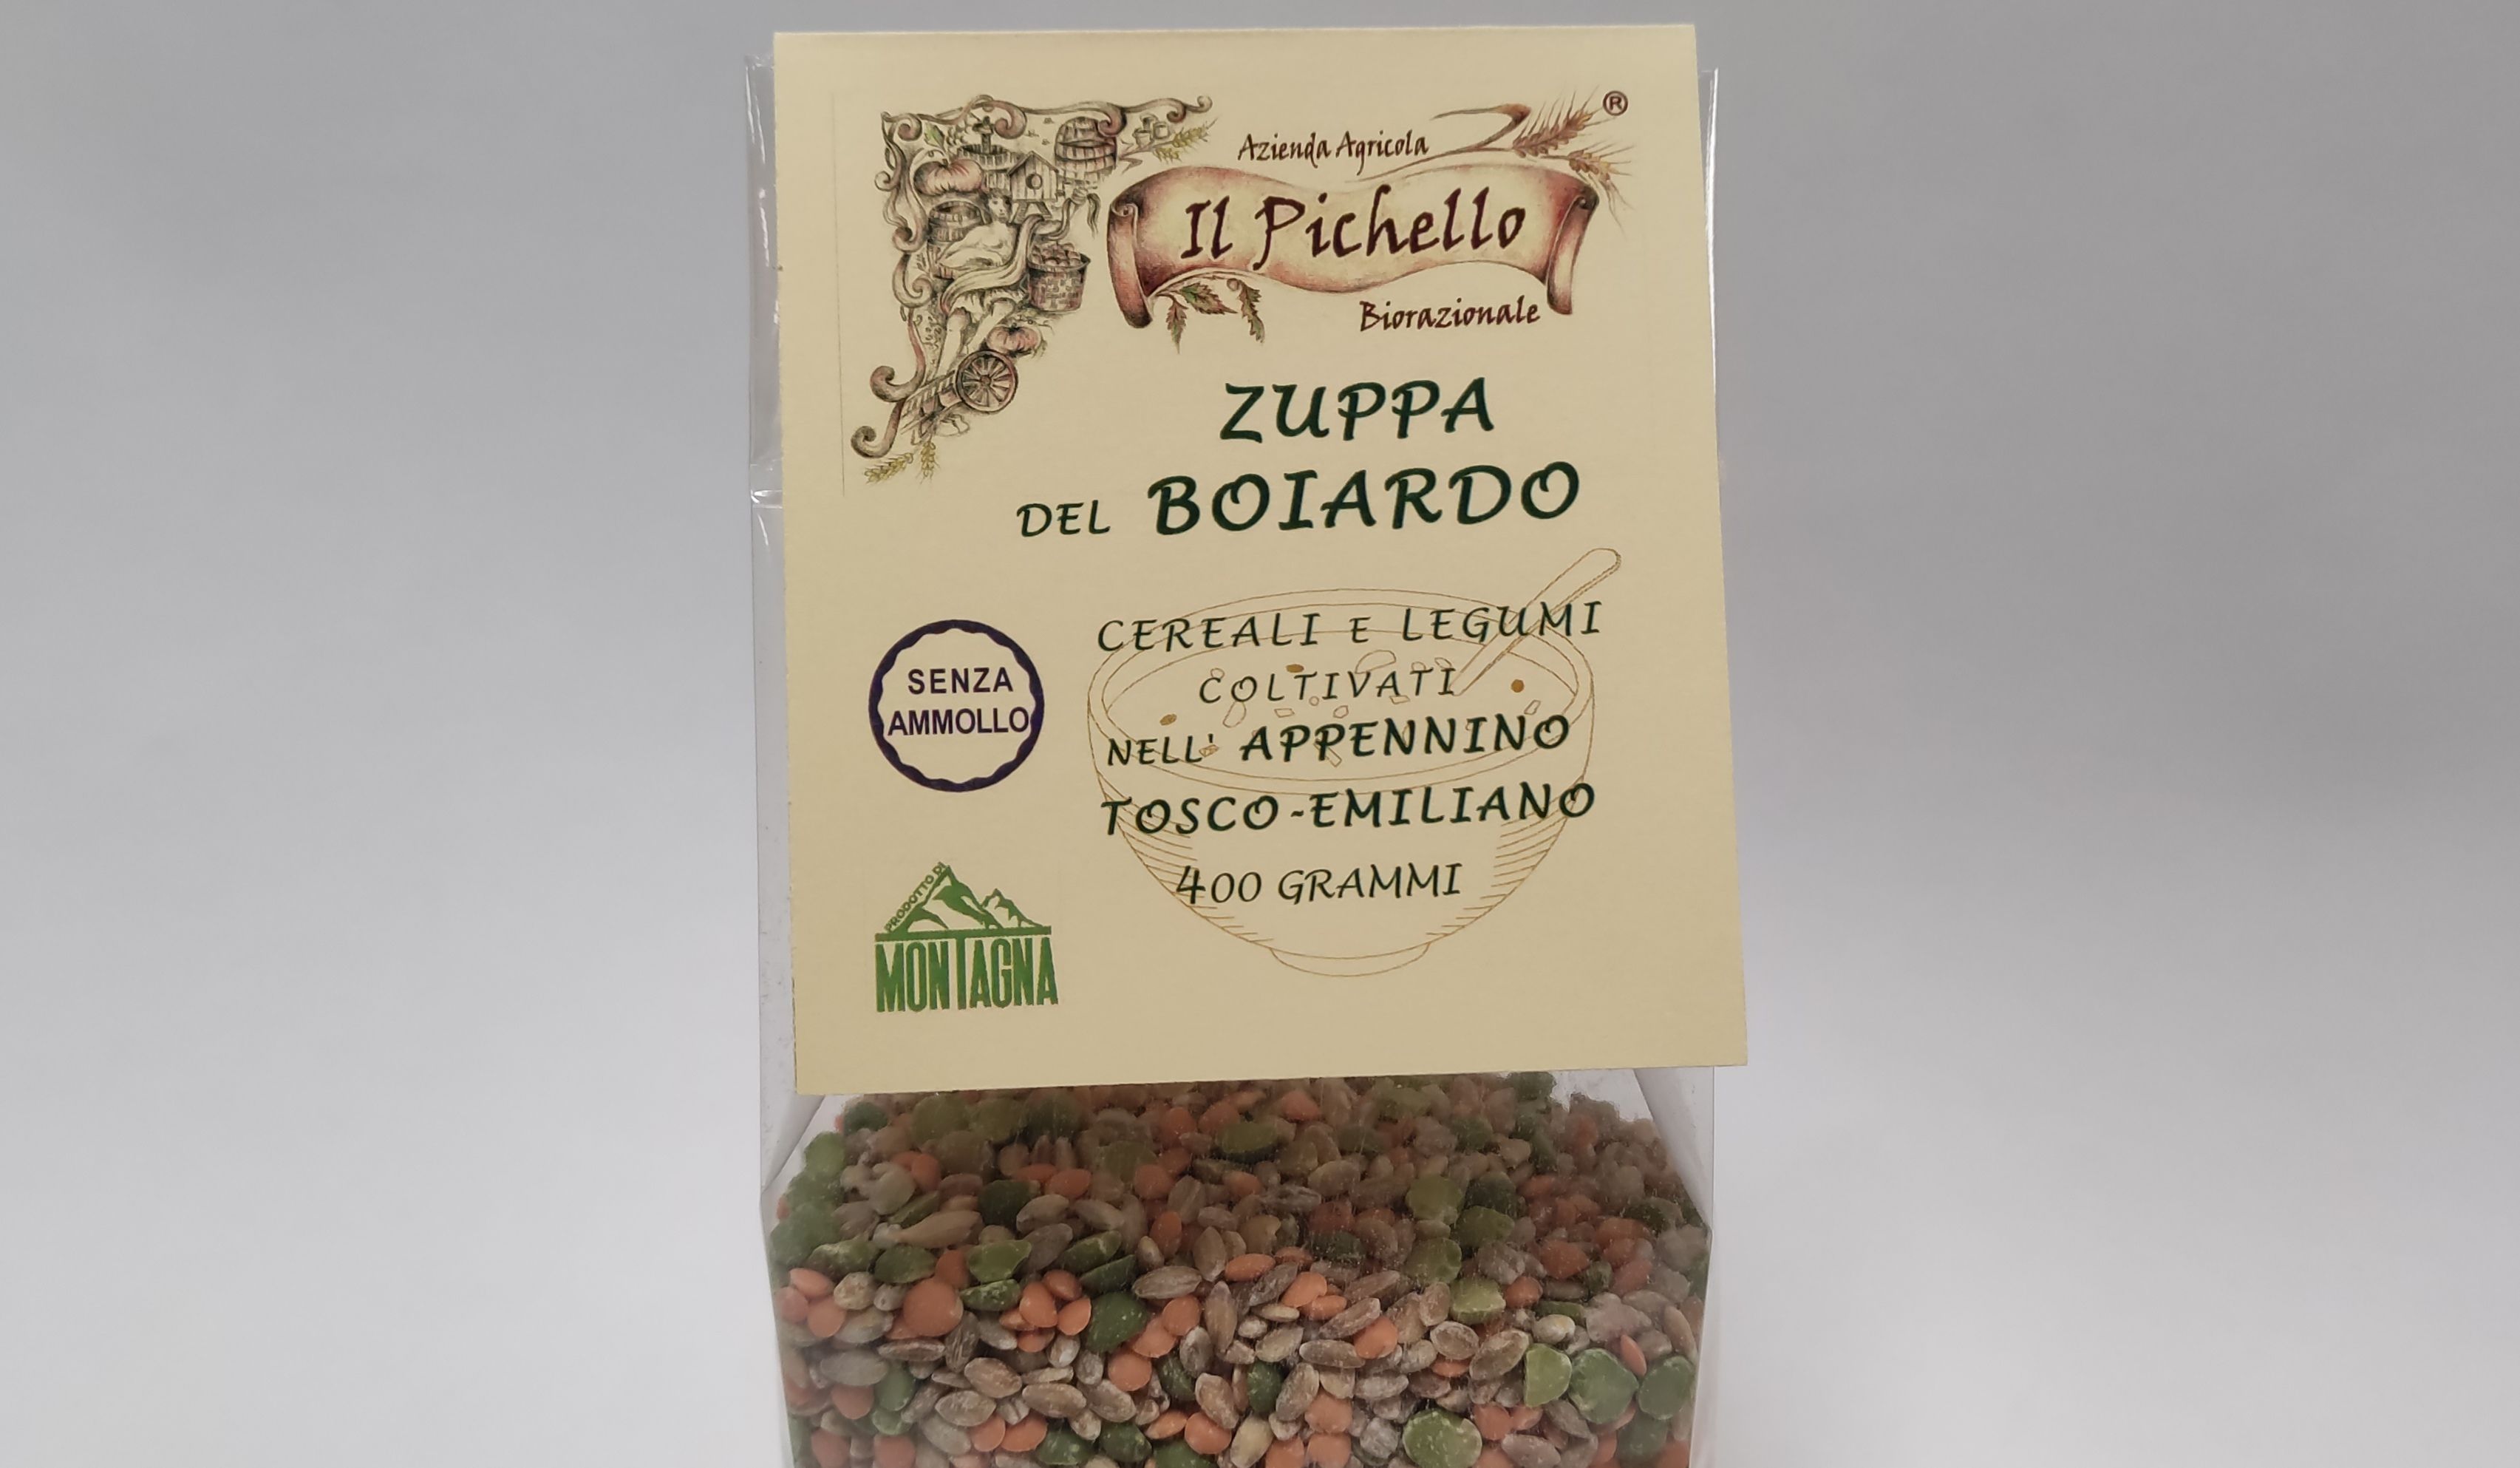 Azienda Agricola
®
Il Pichello
Biorazionale
ZUPPA
DEL BOIARDO
SENZA
AMMOLLO
CEREALI E LEGUMI
COLTIVATI
NELL' APPENNINO
TOSCO-EMILIANO
400 GRAMMI
PRODOTTO DI
MONTAGNA